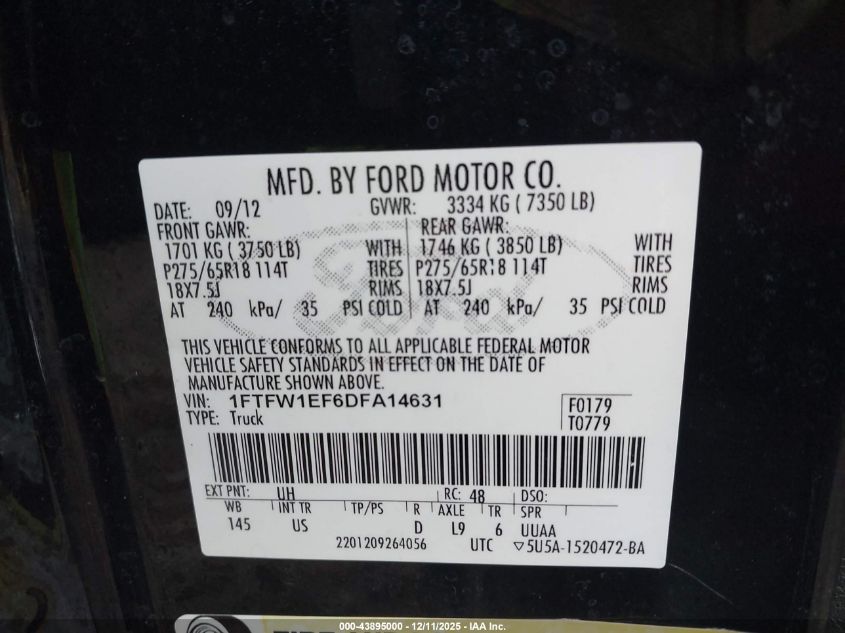 MFD. BY FORD MOTOR CO.
DATE: 09/12 GVWR: 3334 KG ( 7350 LB)
FRONT GAWR: REAR GAWR:
1701 KG ( 3750 LB) WITH 1746 KG ( 3850 LB) WITH
P275/65R18 114T TIRES P275/65R18 114T TIRES
18X7.5J RIMS 18X7.5J RIMS
AT 240 kPa/ 35 PSI COLD AT 240 kPa/ 35 PSI COLD
THIS VEHICLE CONFORMS TO ALL APPLICABLE FEDERAL MOTOR
VEHICLE SAFETY STANDARDS IN EFFECT ON THE DATE OF
MANUFACTURE SHOWN ABOVE.
VIN: 1FTFW1EF6DFA14631 F0179
TYPE: Truck T0779
EXT PNT: UH RC: 48 DSO:
WB INT TR TP/PS R AXLE TR SPR
145 US D L9 6 UUAA
2201209264056 UTC ▽5U5A-1520472-BA
000-43895000 - 12/11/2025 - IAA Inc.